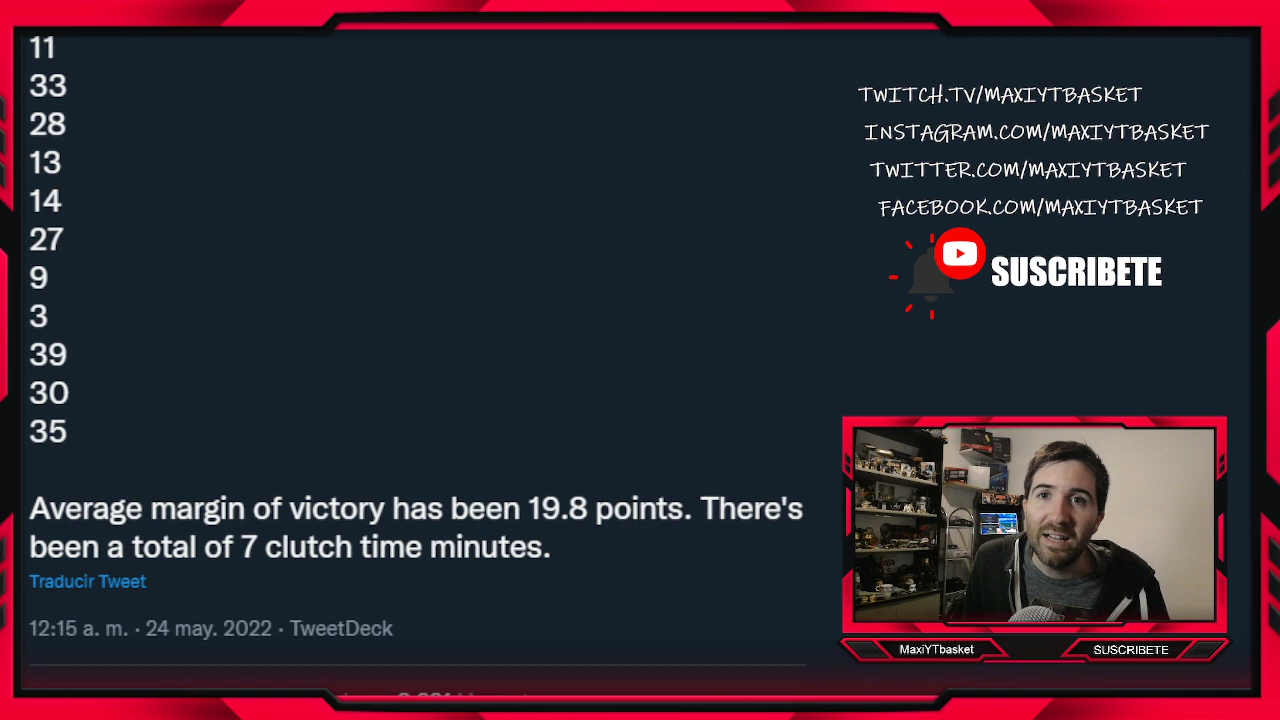 11
33
28
13
14
27
9
3
39
30
35
Average margin of victory has been 19.8 points. There's
been a total of 7 clutch time minutes.
Traducir Tweet
12:15 a. m. · 24 may. 2022 · TweetDeck
TWITCH.TV/MAXIYTBASKET
INSTAGRAM.COM/MAXIYTBASKET
TWITTER.COM/MAXIYTBASKET
FACEBOOK.COM/MAXIYTBASKET
SUSCRIBETE
MaxiYTbasket
SUSCRIBETE